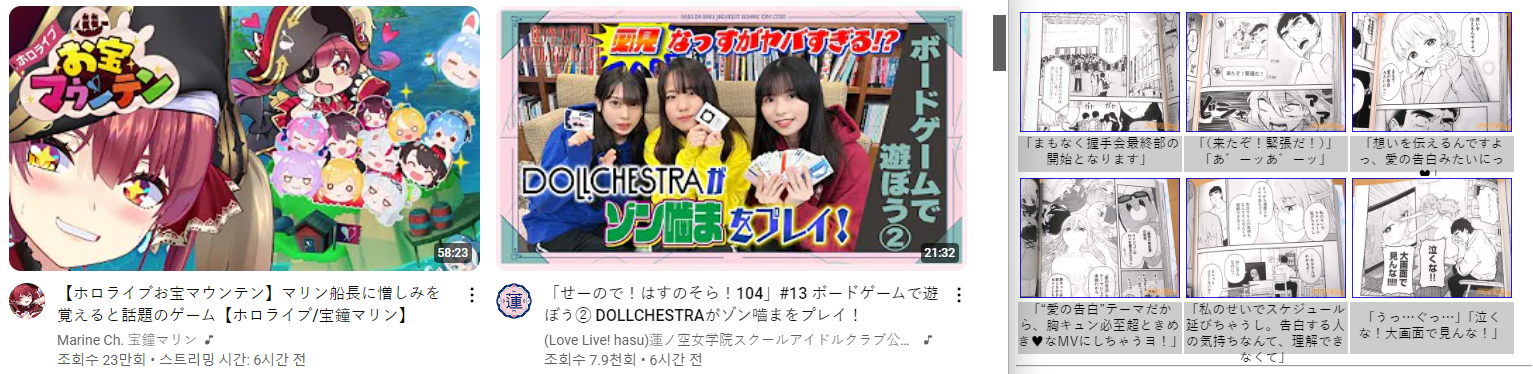 ホロライブ
お宝
マウンテン
58:23
【ホロライブお宝マウンテン】マリン船長に憎しみを
覚えると話題のゲーム【ホロライブ/宝鐘マリン】
Marine Ch. 宝鐘マリン
조회수 23만회 • 스트리밍 시간: 6시간 전
なっすがヤバすぎる!?
ボードゲームで
遊ぼう②
DOLLCHESTRAが
ゾン噛まをプレイ!
21:32
蓮
「せーので！はすのそら！104」#13 ボードゲームで遊
ぼう② DOLLCHESTRAがゾン噛まをプレイ！
(Love Live! hasu)蓮ノ空女学院スクールアイドルクラブ公...
조회수 7.9천회 • 6시간 전
来たぞ！緊張だ！
「まもなく握手会最終部の
開始となります」
「(来たぞ！緊張だ！)」
「あ゛ーッあ゛ーッ」
「想いを伝えるんですよ
っ、愛の告白みたいにっ
泣くな!!
大画面で
見んな!!!!
「“愛の告白”テーマだか
ら、胸キュン必至超ときめ
き♥なMVにしちゃうヨ！」
「私のせいでスケジュール
延びちゃうし。告白する人
の気持ちなんて、理解でき
なくて」
「うっ…ぐっ…」「泣く
な！大画面で見んな！」